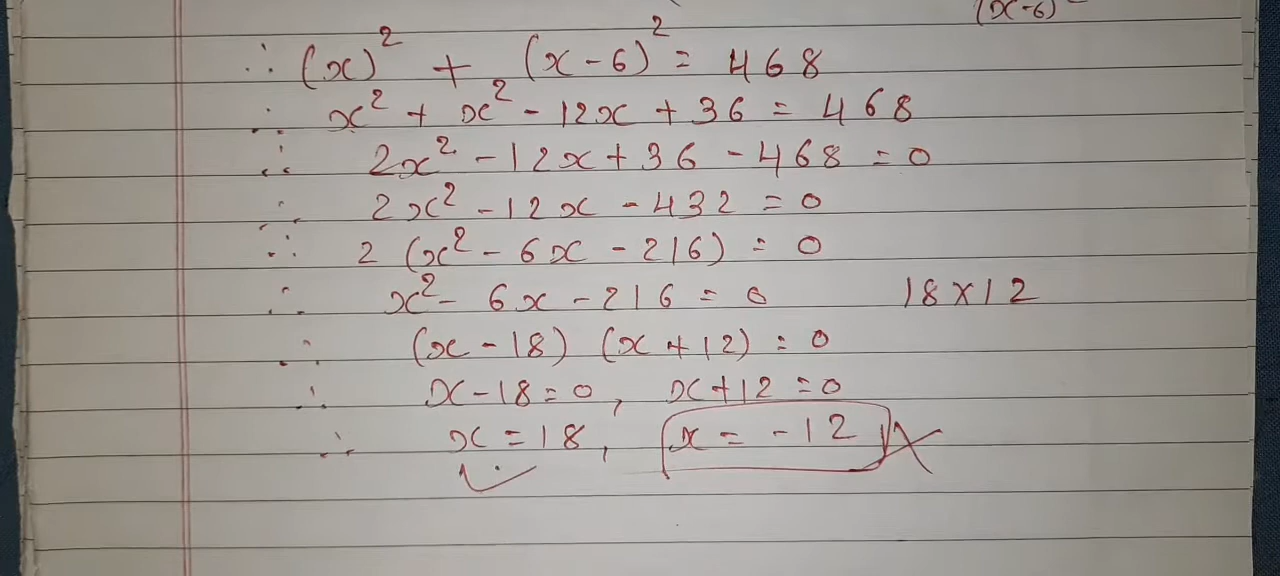 (x-6)
∴ (x)² + (x-6)² = 468
∴ x² + x² - 12x + 36 = 468
∴ 2x² - 12x + 36 - 468 = 0
∴ 2x² - 12x - 432 = 0
∴ 2 (x² - 6x - 216) = 0
∴ x² - 6x - 216 = 0 18×12
∴ (x - 18) (x + 12) = 0
∴ x - 18 = 0, x + 12 = 0
∴ x = 18, x = -12